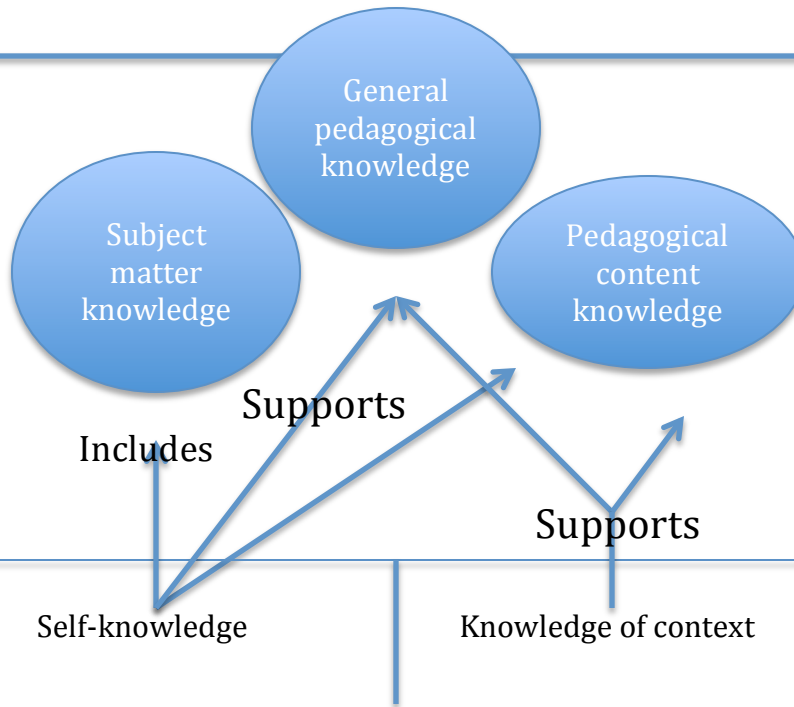 General
pedagogical
knowledge
Subject
matter
knowledge
Pedagogical
content
knowledge
Supports
Includes
Supports
Self-knowledge
Knowledge of context